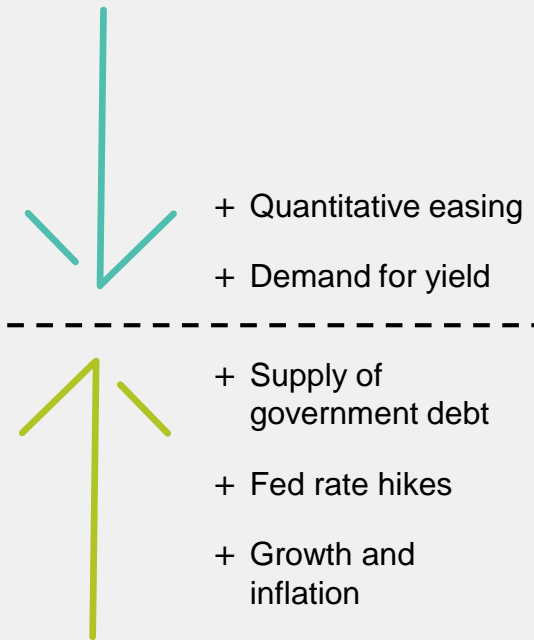 + Quantitative easing
+ Demand for yield
+ Supply of
government debt
+ Fed rate hikes
+ Growth and
inflation